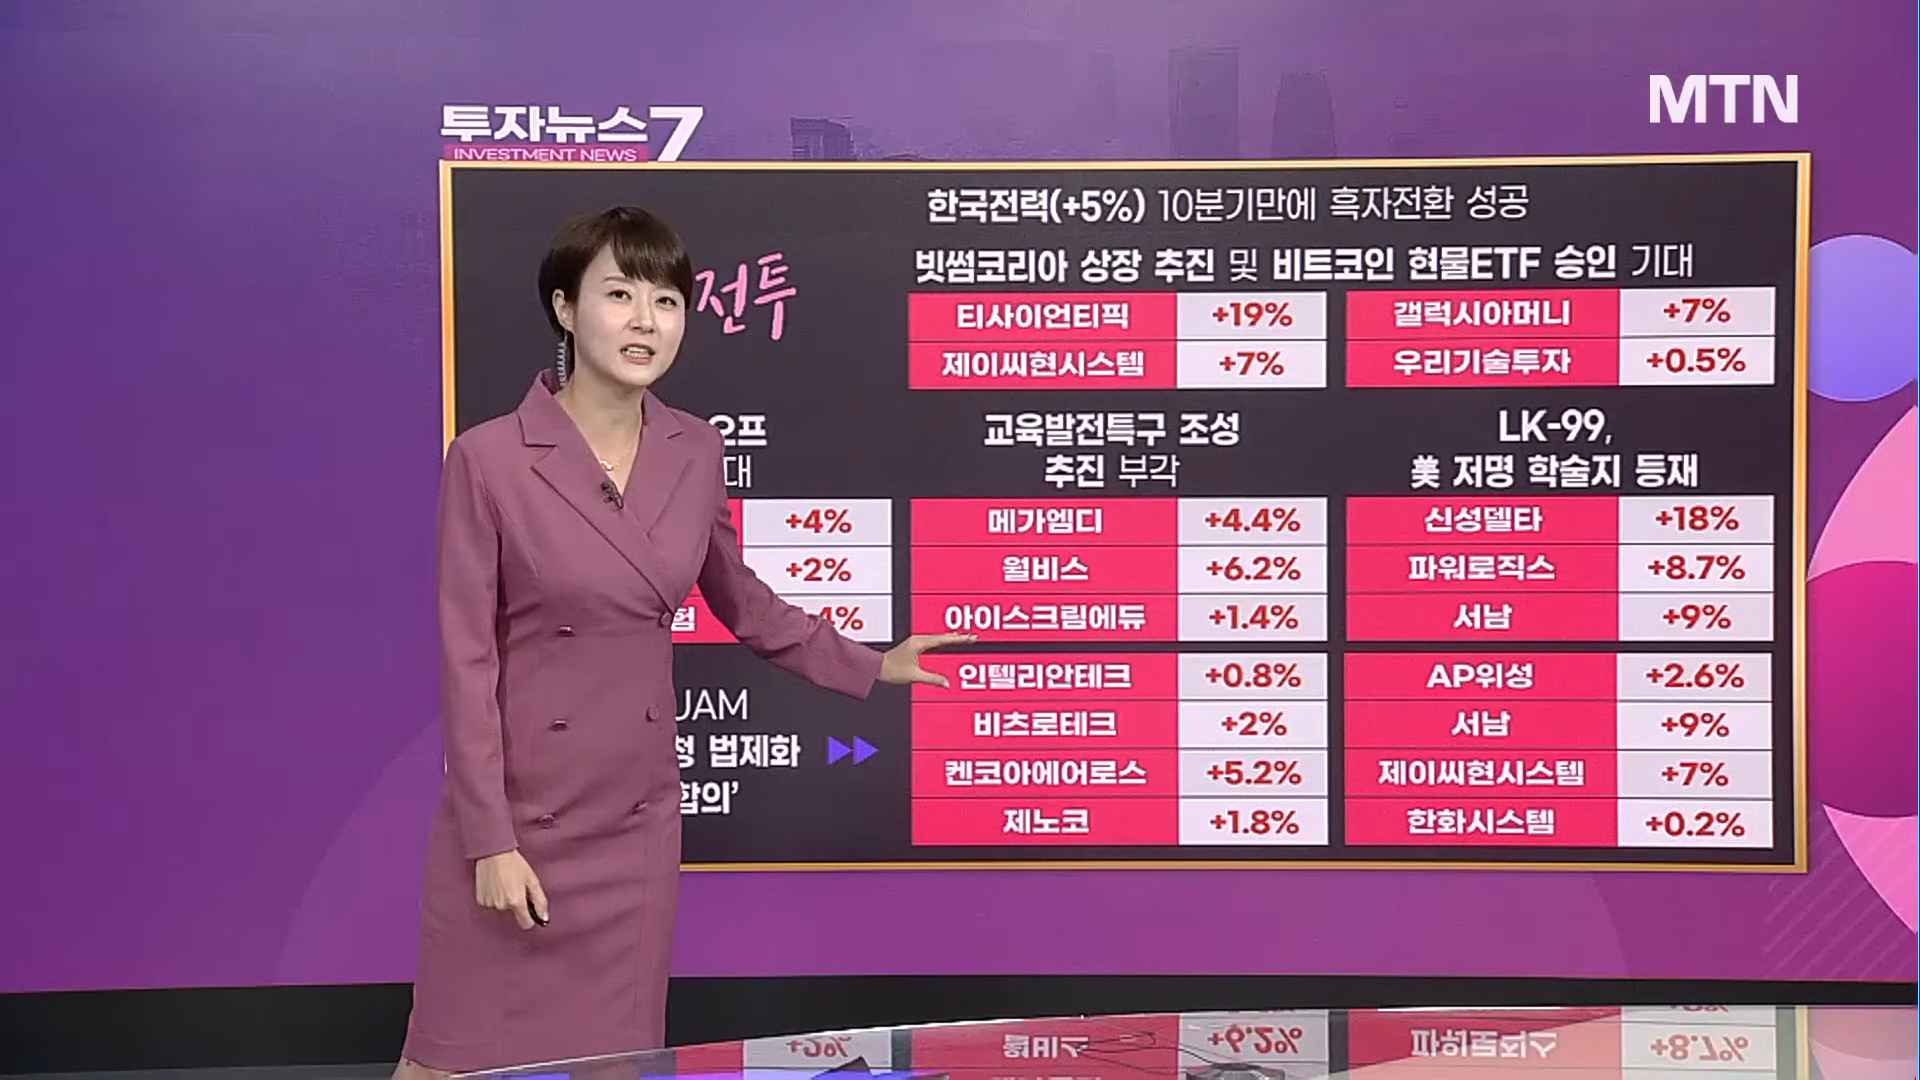 MTN
투자뉴스7
INVESTMENT NEWS
한국전력(+5%) 10분기만에 흑자전환 성공
전투
빗썸코리아 상장 추진 및 비트코인 현물ETF 승인 기대
티사이언티픽 +19% 갤럭시아머니 +7%
제이씨현시스템 +7% 우리기술투자 +0.5%
오프
대
+4%
+2%
험 4%
교육발전특구 조성
추진 부각
메가엠디 +4.4%
월비스 +6.2%
아이스크림에듀 +1.4%
LK-99,
美 저명 학술지 등재
신성델타 +18%
파워로직스 +8.7%
서남 +9%
UAM
청 법제화
합의’
인텔리안테크 +0.8% AP위성 +2.6%
비츠로테크 +2% 서남 +9%
켄코아에어로스 +5.2% 제이씨현시스템 +7%
제노코 +1.8% 한화시스템 +0.2%